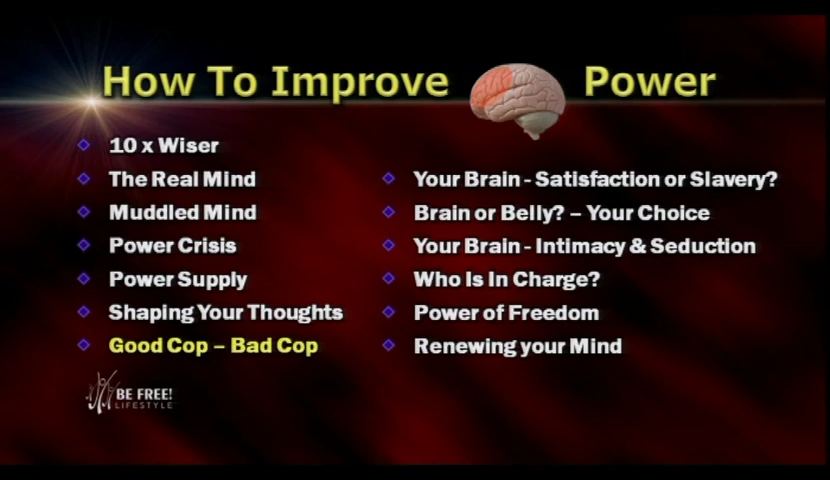 How To Improve Power
10 x Wiser
The Real Mind
Muddled Mind
Power Crisis
Power Supply
Shaping Your Thoughts
Good Cop – Bad Cop
Your Brain - Satisfaction or Slavery?
Brain or Belly? – Your Choice
Your Brain - Intimacy & Seduction
Who Is In Charge?
Power of Freedom
Renewing your Mind
BE FREE!
LIFESTYLE